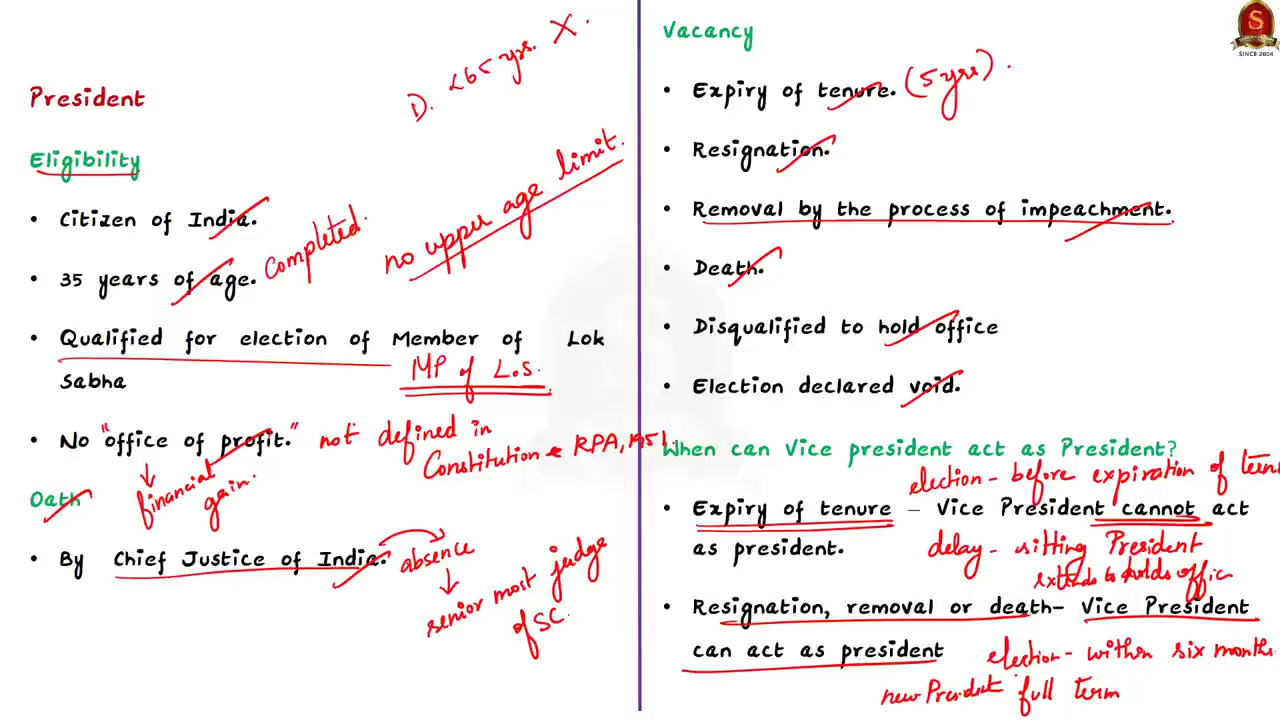 D. <65 yrs. X.
President
Eligibility
• Citizen of India.
• 35 years of age. Completed.
no upper age limit.
• Qualified for election of Member of Lok
Sabha
MP of L.S.
• No "office of profit." not defined in
Constitution & RPA, 1951.
financial
gain.
Oath
• By Chief Justice of India. absence
senior most judge
of SC.
S
SINCE 2004
Vacancy
• Expiry of tenure. (5 yrs).
• Resignation.
• Removal by the process of impeachment.
• Death.
• Disqualified to hold office
• Election declared void.
When can Vice president act as President?
election - before expiration of term
• Expiry of tenure – Vice President cannot act
as president.
delay - sitting President
extends to holds offic
• Resignation, removal or death- Vice President
can act as president
election - within six months.
new President full term
S